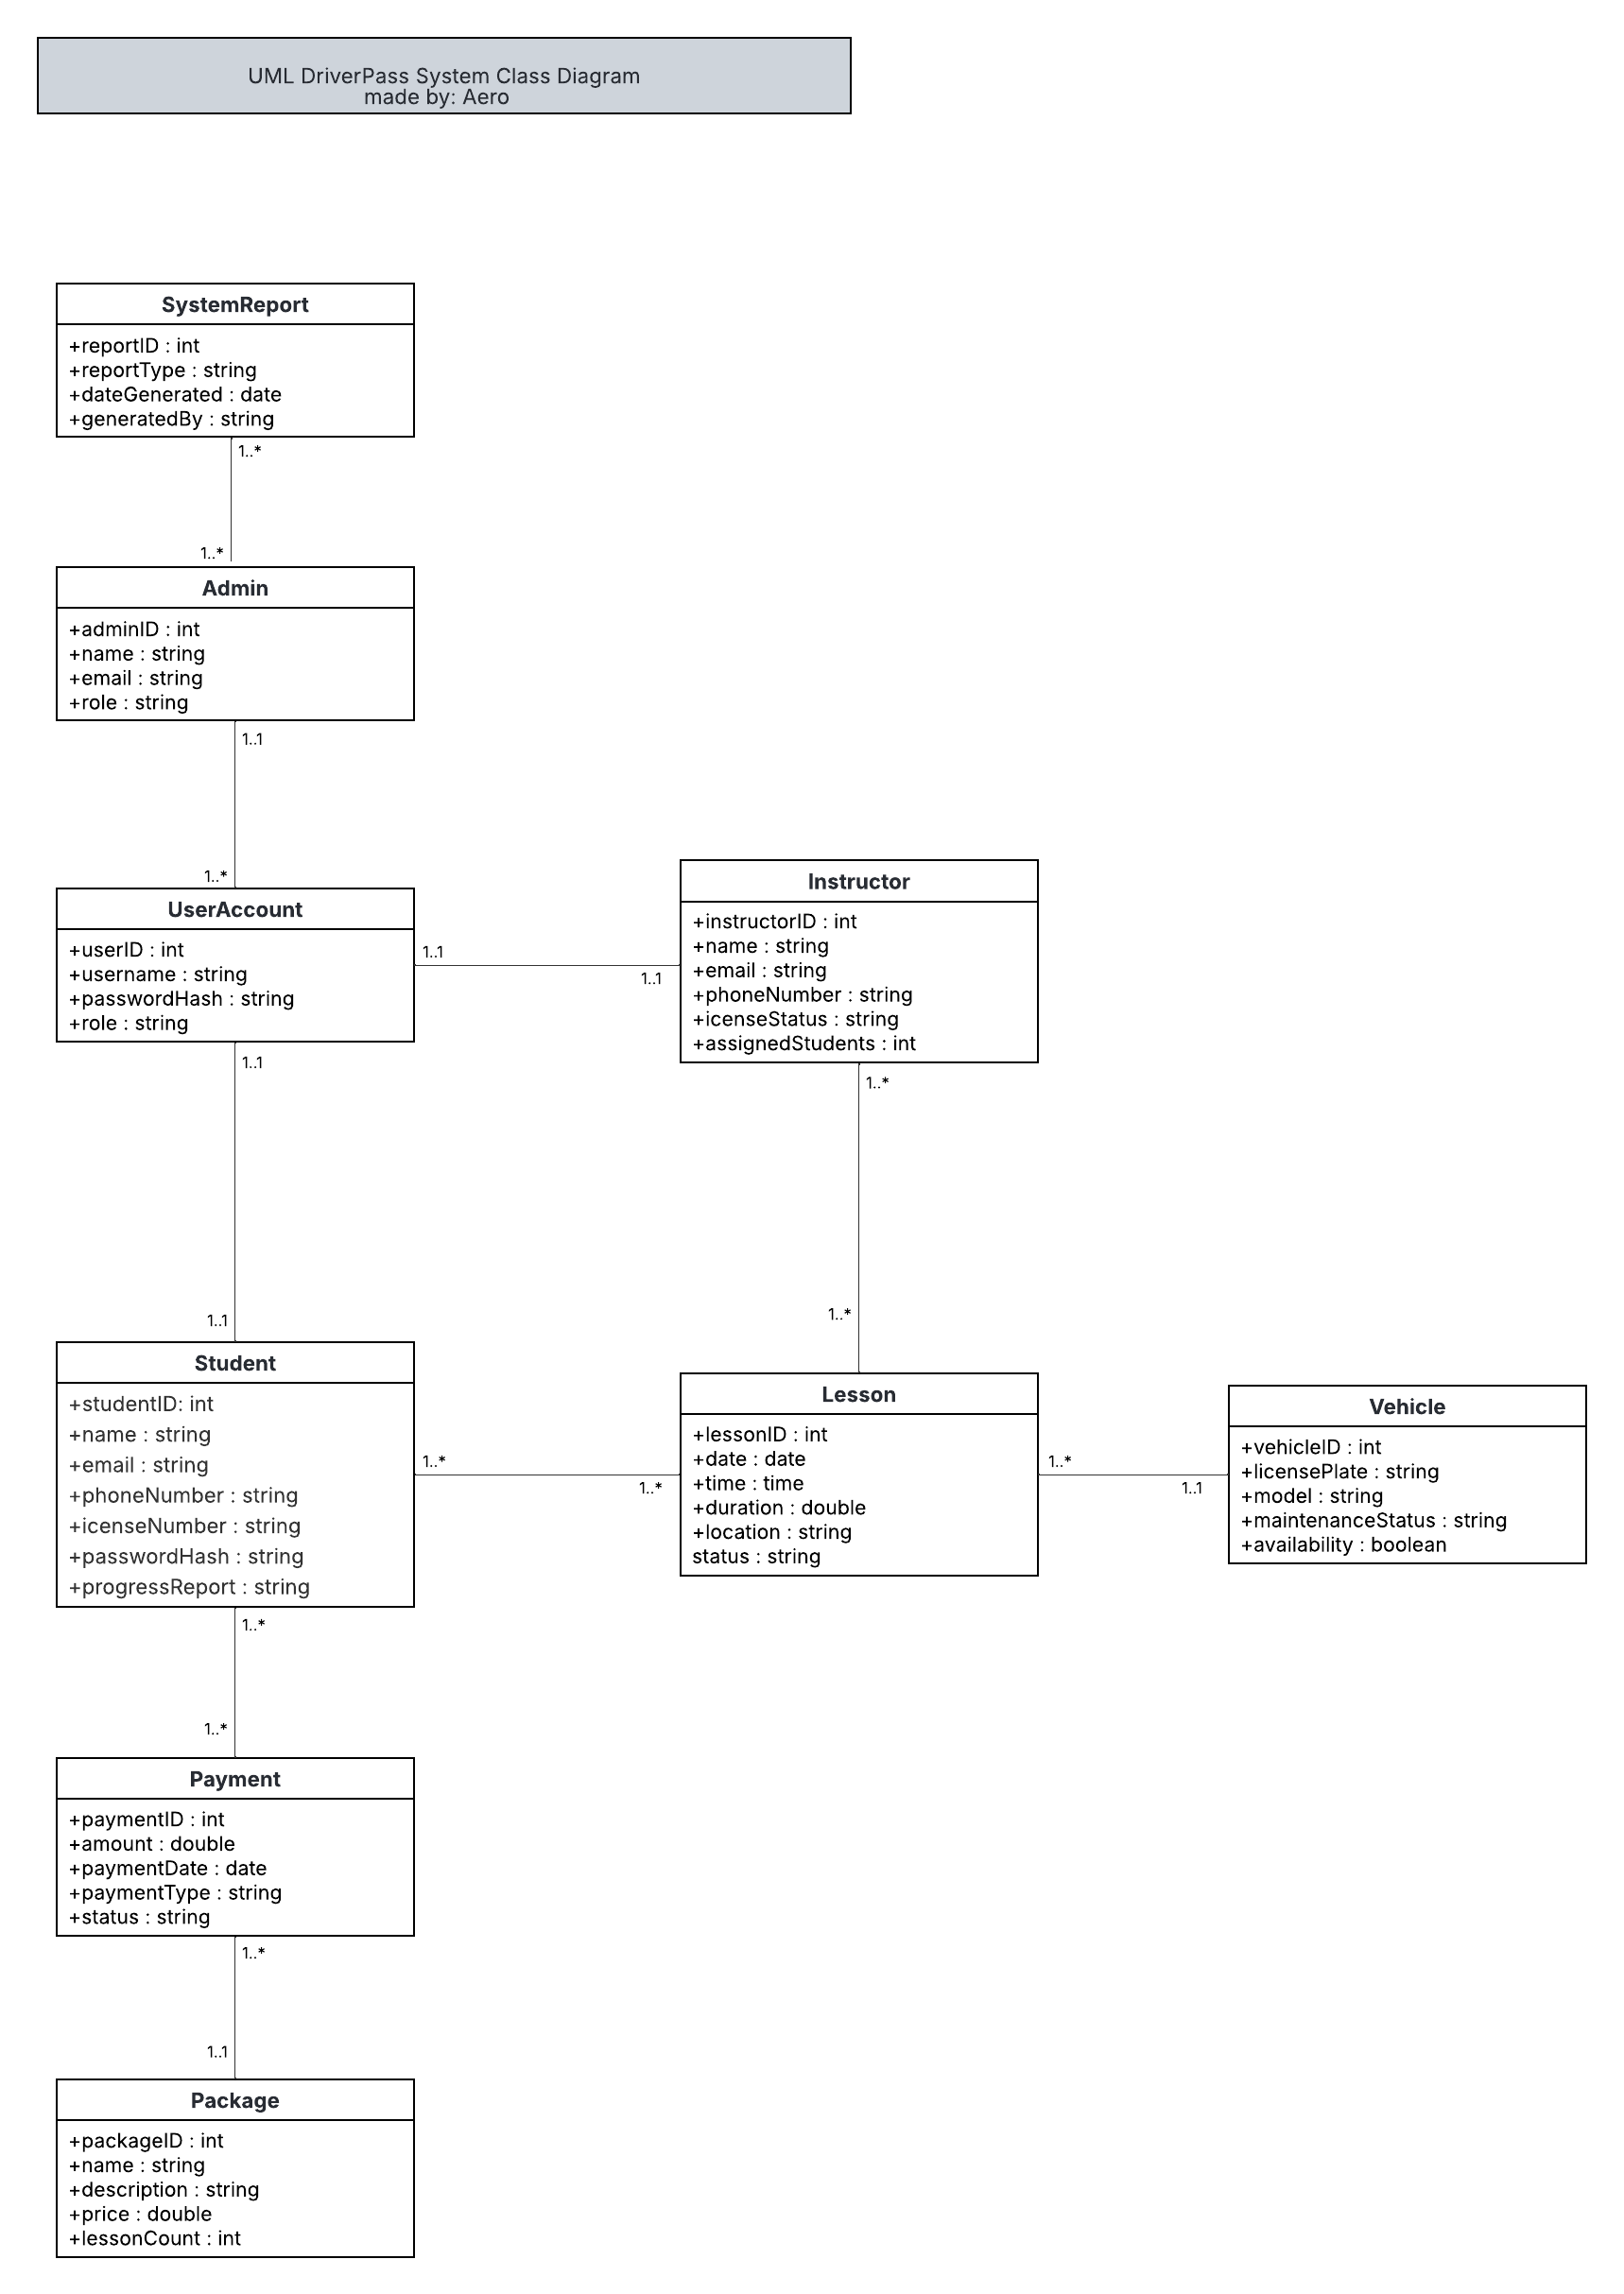 UML DriverPass System Class Diagram
made by: Aero
SystemReport
+reportID : int
+reportType : string
+dateGenerated : date
+generatedBy : string
1..*
1..*
Admin
+adminID : int
+name : string
+email : string
+role : string
1..1
1..*
UserAccount
+userID : int
+username : string
+passwordHash : string
+role : string
1..1
1..1
Instructor
+instructorID : int
+name : string
+email : string
+phoneNumber : string
+icenseStatus : string
+assignedStudents : int
1..1
1..*
1..1
1..*
Student
+studentID: int
+name : string
+email : string
+phoneNumber : string
+icenseNumber : string
+passwordHash : string
+progressReport : string
1..*
1..*
Lesson
+lessonID : int
+date : date
+time : time
+duration : double
+location : string
status : string
1..*
1..1
Vehicle
+vehicleID : int
+licensePlate : string
+model : string
+maintenanceStatus : string
+availability : boolean
1..*
1..*
Payment
+paymentID : int
+amount : double
+paymentDate : date
+paymentType : string
+status : string
1..*
1..1
Package
+packageID : int
+name : string
+description : string
+price : double
+lessonCount : int